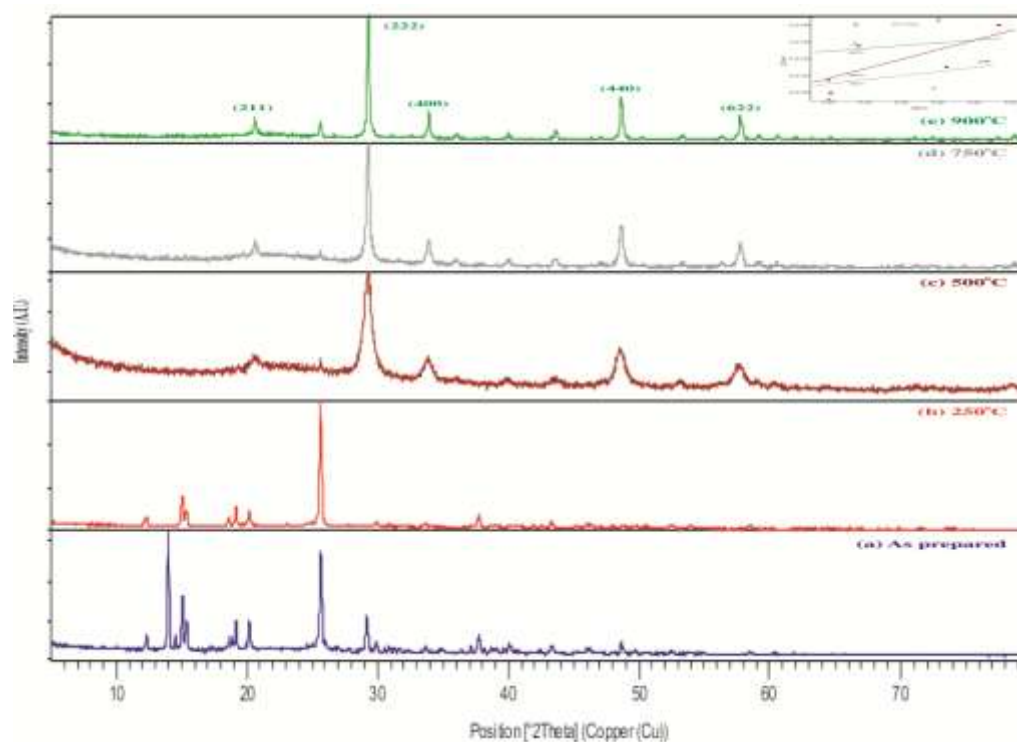 (232)
(211)
(400)
(440)
(622)
(e) 900°C
(d) 750°C
(c) 500°C
(b) 250°C
(a) As prepared
Intensity (A.U.)
10 20 30 40 50 60 70
Position [°2Theta] (Copper (Cu))